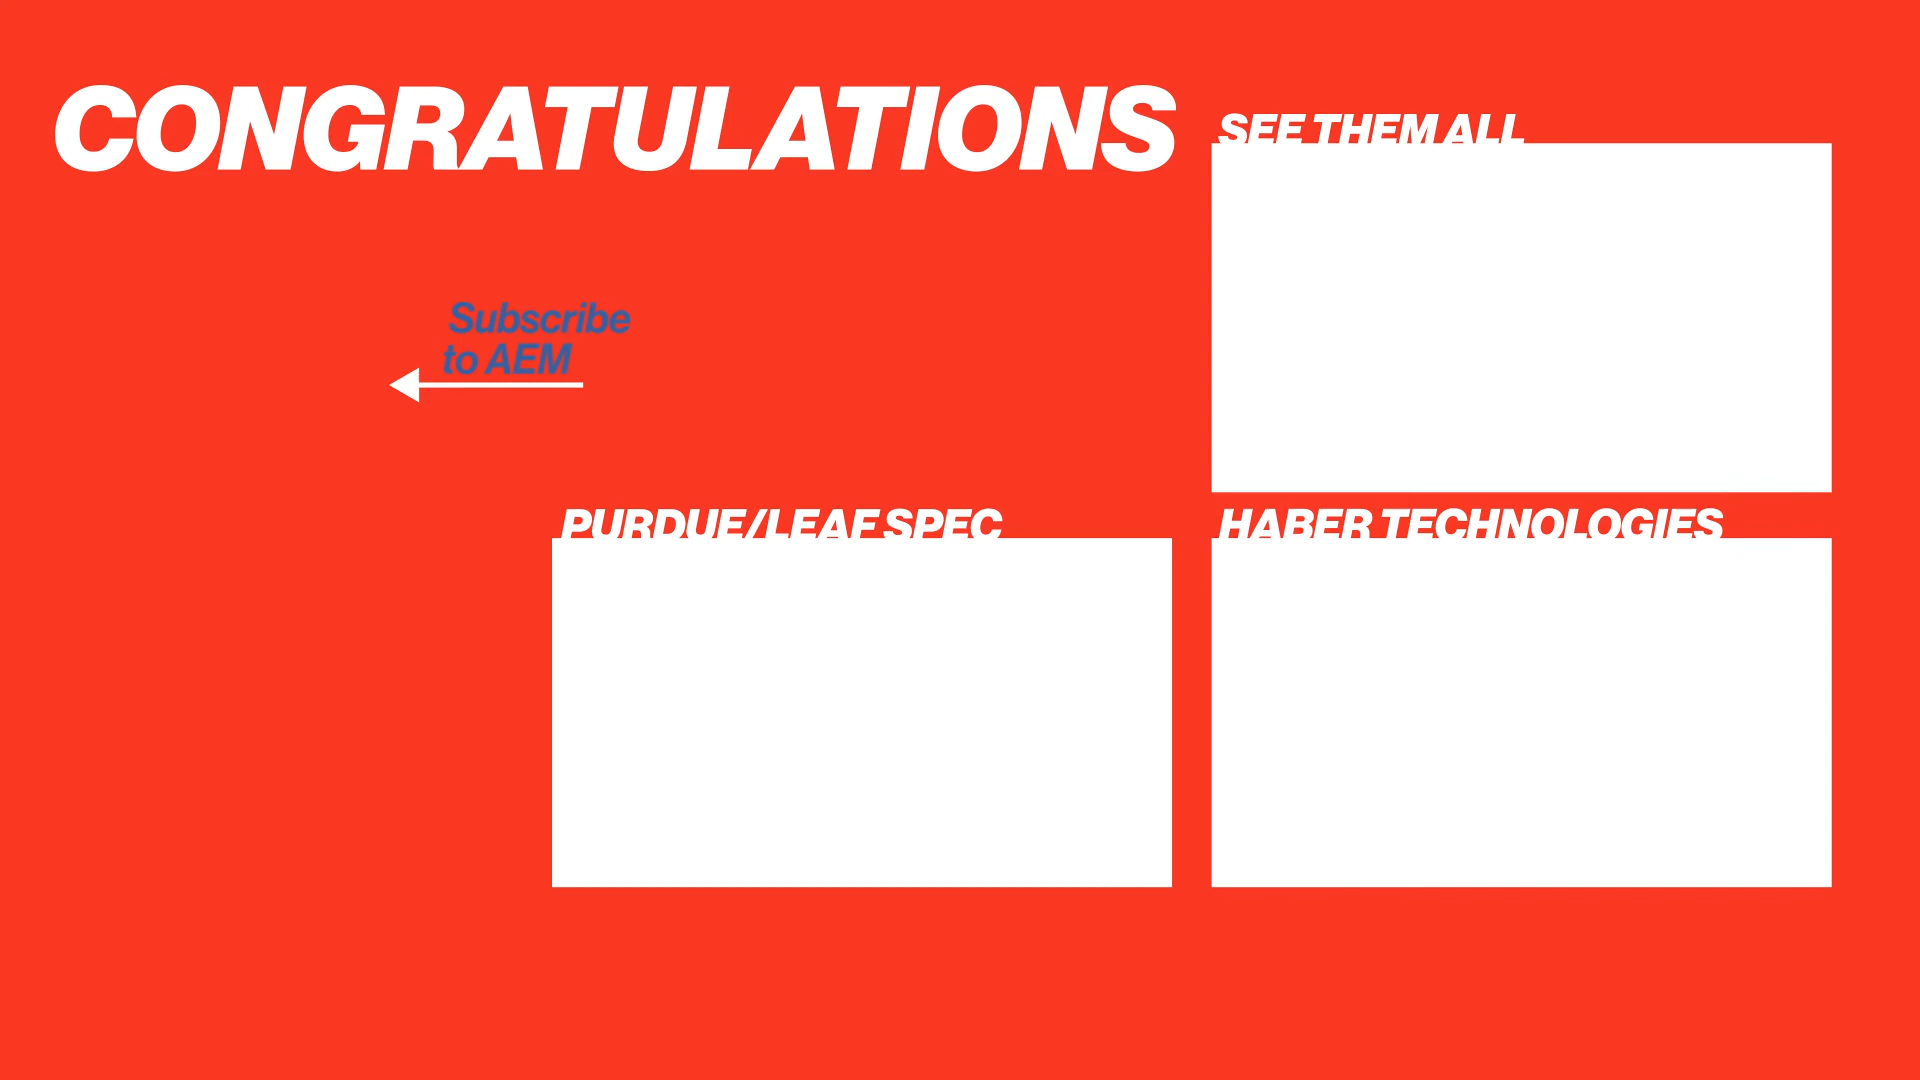 CONGRATULATIONS
SEE THEM ALL
Subscribe
to AEM
PURDUE/LEAF SPEC
HABER TECHNOLOGIES